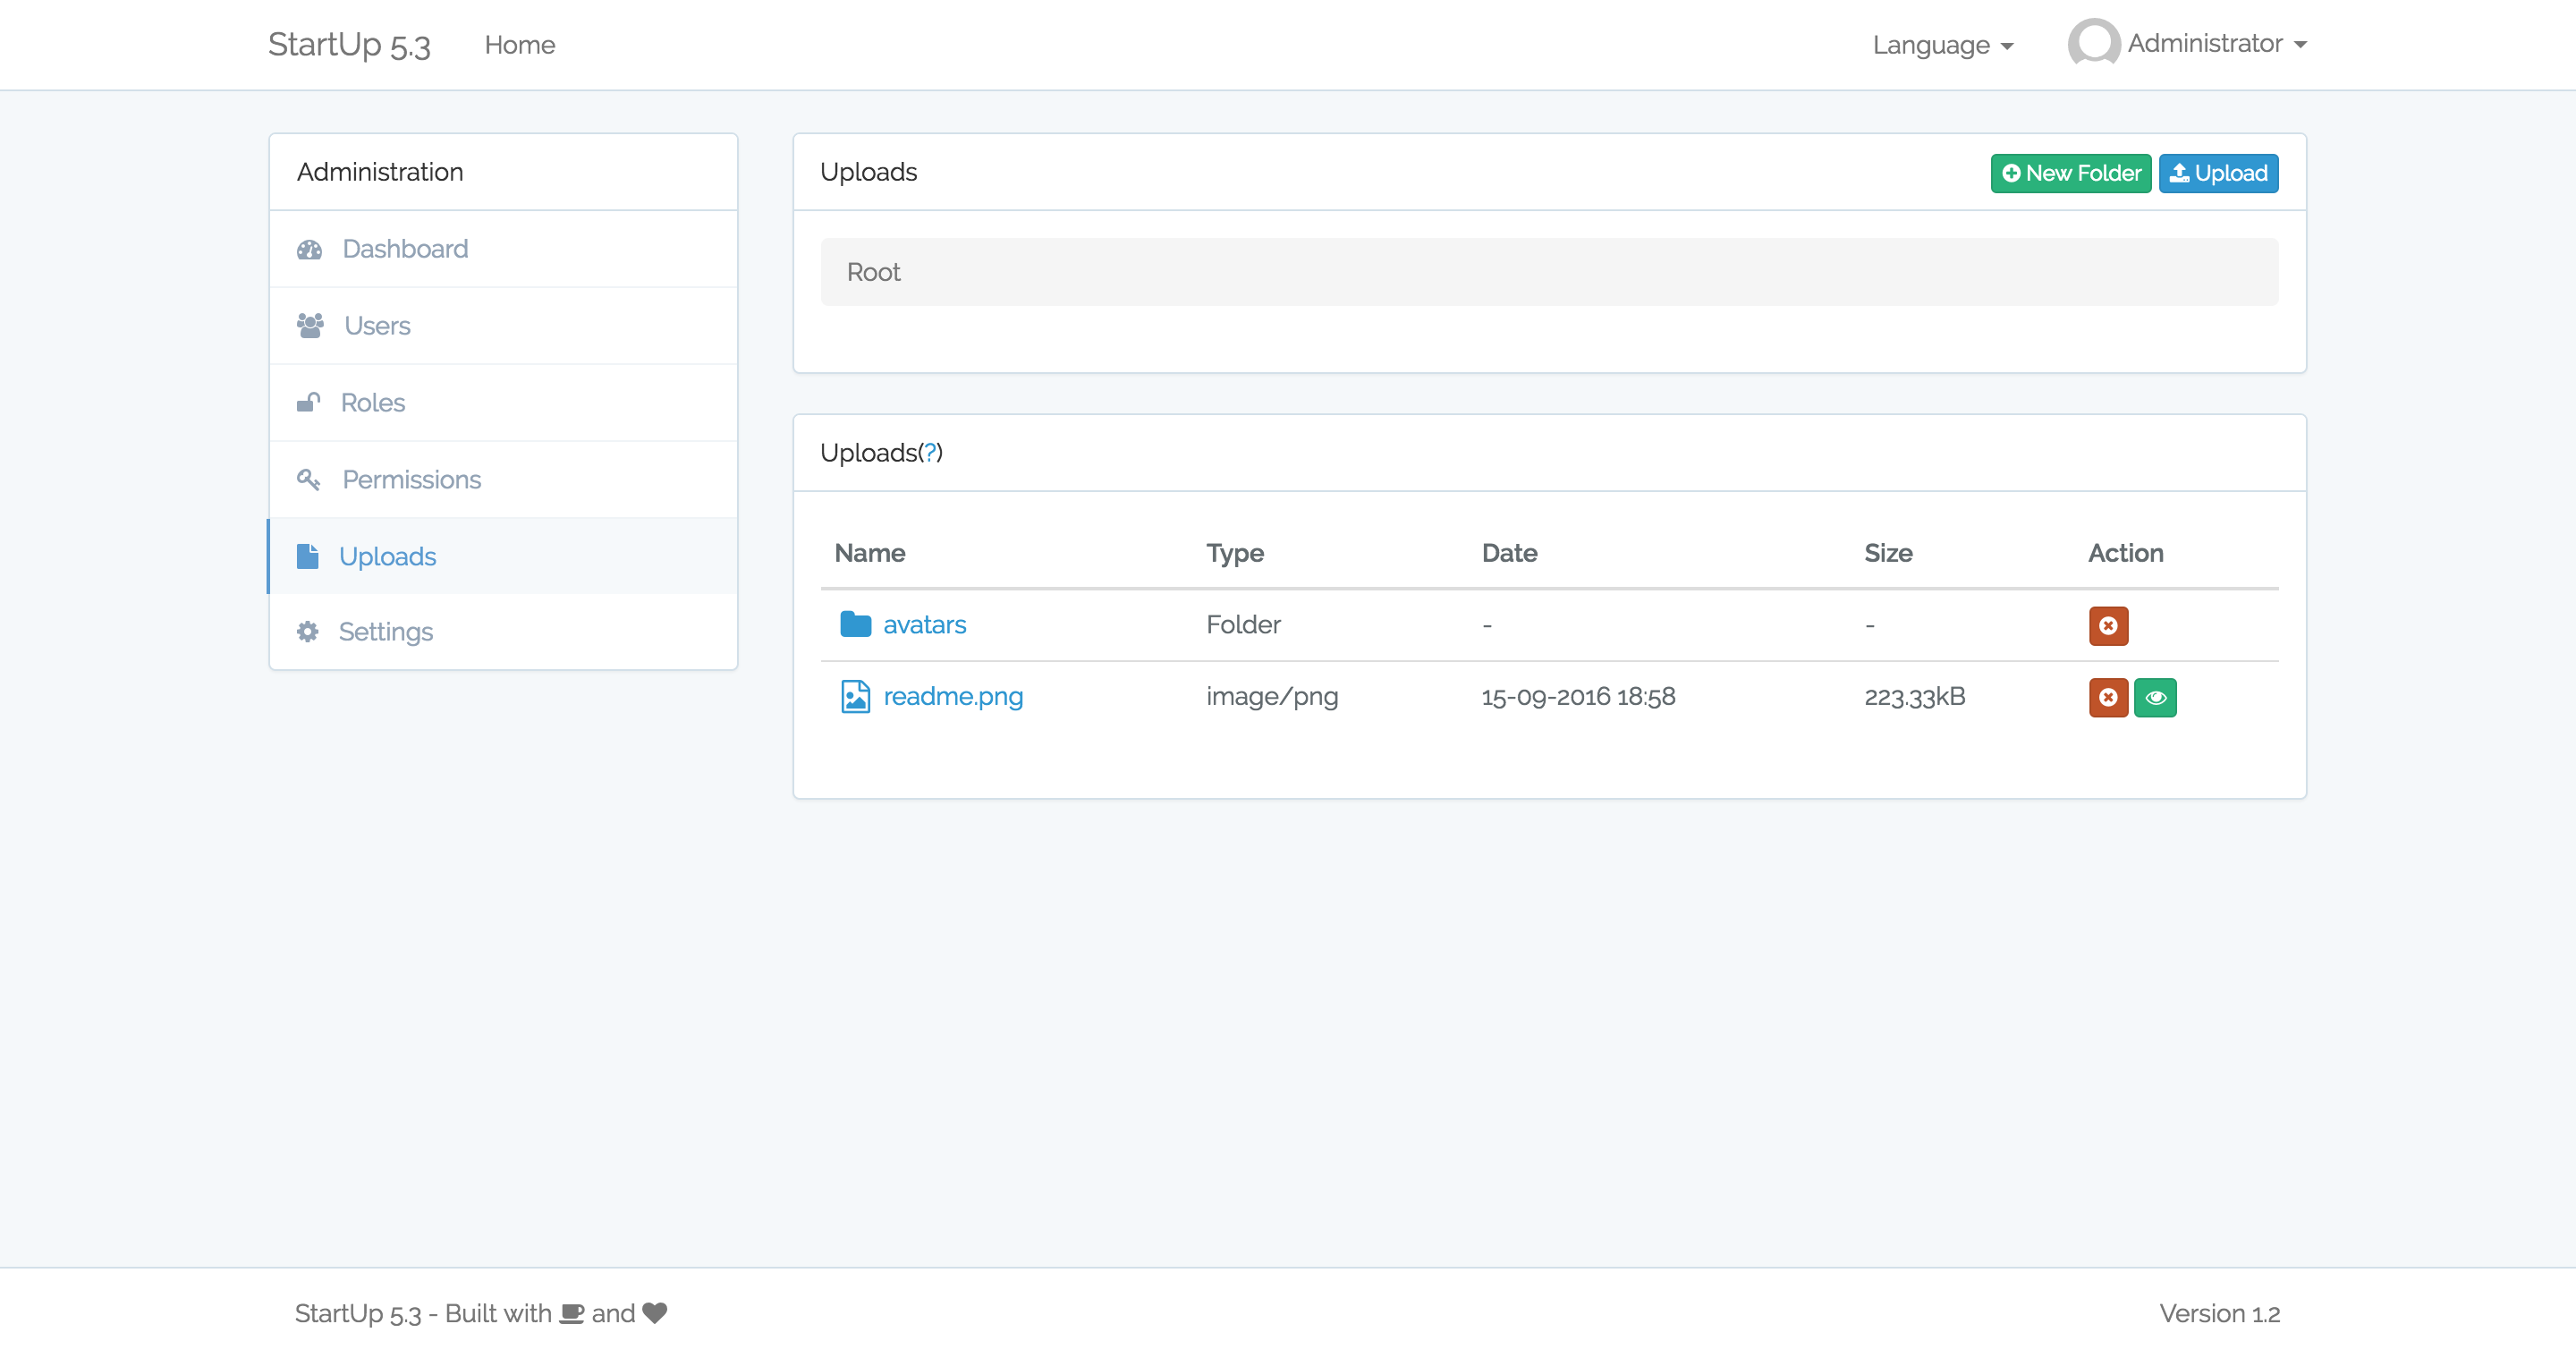 StartUp 5.3 Home Language Administrator
Administration
Dashboard
Users
Roles
Permissions
Uploads
Settings
Uploads New Folder Upload
Root
Uploads(?)
Name Type Date Size Action
avatars Folder - -
readme.png image/png 15-09-2016 18:58 223.33kB
StartUp 5.3 - Built with and Version 1.2